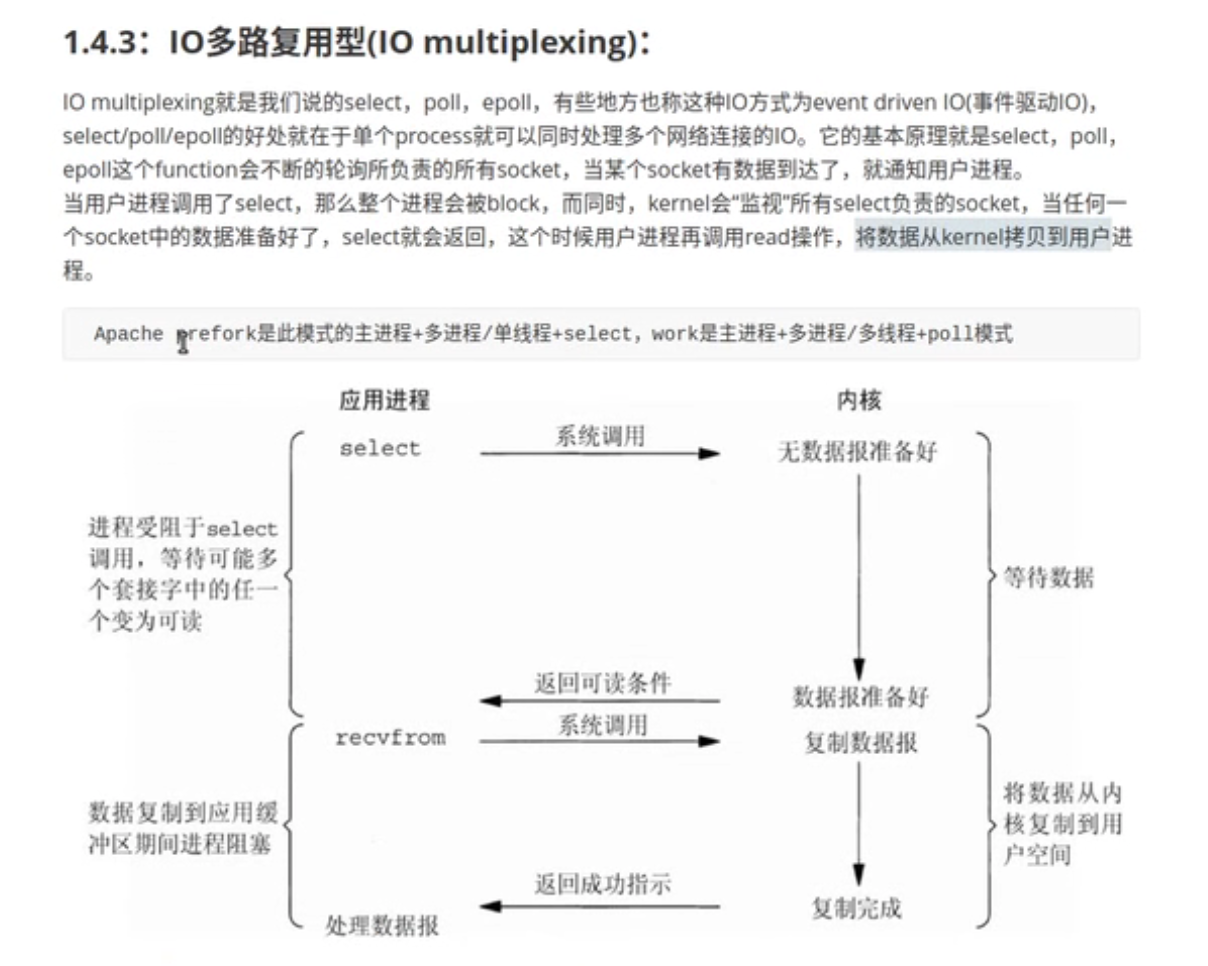 1.4.3：IO多路复用型(IO multiplexing)：
IO multiplexing就是我们说的select，poll，epoll，有些地方也称这种IO方式为event driven IO(事件驱动IO)，
select/poll/epoll的好处就在于单个process就可以同时处理多个网络连接的IO。它的基本原理就是select，poll，
epoll这个function会不断的轮询所负责的所有socket，当某个socket有数据到达了，就通知用户进程。
当用户进程调用了select，那么整个进程会被block，而同时，kernel会“监视”所有select负责的socket，当任何一
个socket中的数据准备好了，select就会返回，这个时候用户进程再调用read操作，将数据从kernel拷贝到用户进
程。
Apache prefork是此模式的主进程+多进程/单线程+select，work是主进程+多进程/多线程+poll模式
应用进程
内核
select
系统调用
无数据报准备好
进程受阻于select
调用，等待可能多
个套接字中的任一
个变为可读
等待数据
返回可读条件
数据报准备好
recvfrom
系统调用
复制数据报
数据复制到应用缓
冲区期间进程阻塞
将数据从内
核复制到用
户空间
返回成功指示
复制完成
处理数据报